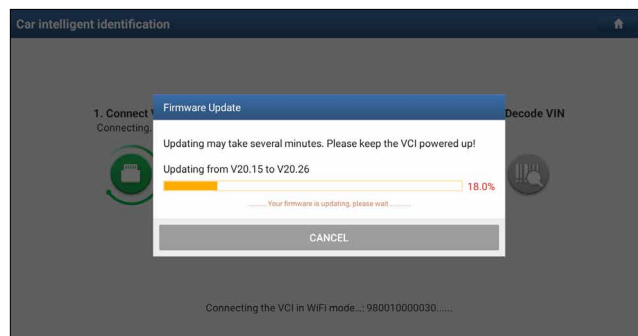 Car intelligent identification
1. Connect
Decode VIN
Connecting.
Firmware Update
Updating may take several minutes. Please keep the VCI powered up!
Updating from V20.15 to V20.26
18.0%
......... Your firmware is updating, please wait ..........
CANCEL
Connecting the VCI in WiFi mode...: 980010000030......